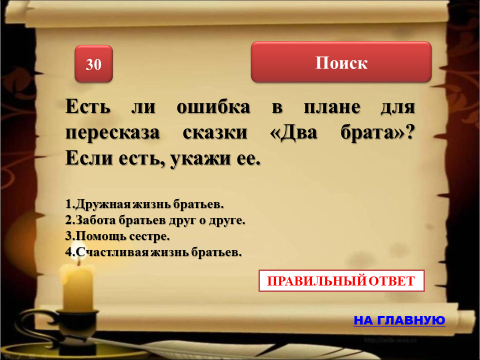 30
Поиск
Есть ли ошибка в плане для
пересказа сказки «Два брата»?
Если есть, укажи ее.
1.Дружная жизнь братьев.
2.Забота братьев друг о друге.
3.Помощь сестре.
4.Счастливая жизнь братьев.
ПРАВИЛЬНЫЙ ОТВЕТ
НА ГЛАВНУЮ